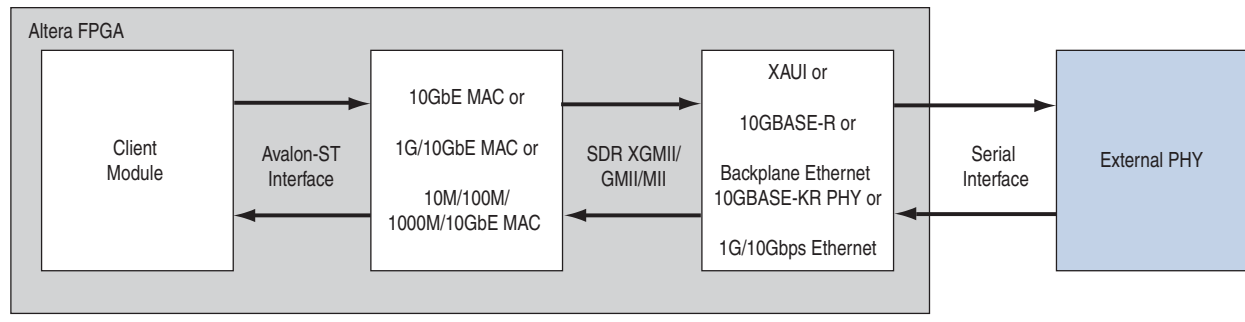 Altera FPGA
Client
Module
Avalon-ST
Interface
10GbE MAC or
1G/10GbE MAC or
10M/100M/
1000M/10GbE MAC
SDR XGMII/
GMII/MII
XAUI or
10GBASE-R or
Backplane Ethernet
10GBASE-KR PHY or
1G/10Gbps Ethernet
Serial
Interface
External PHY